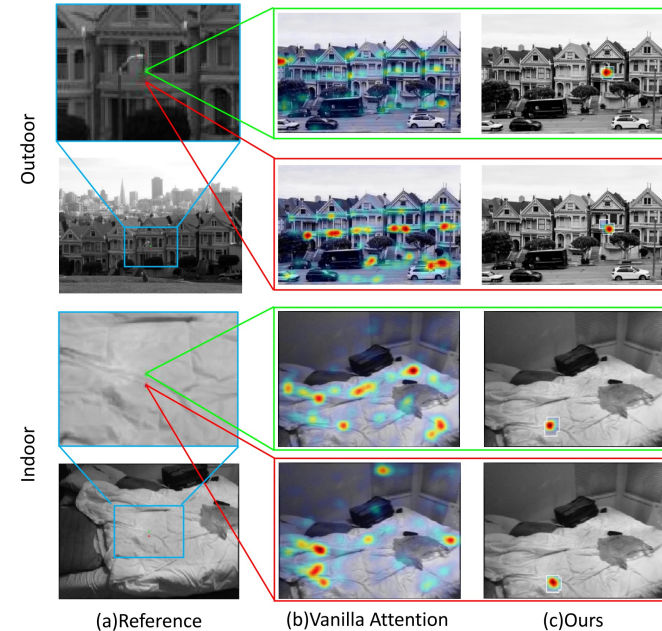 Outdoor
Indoor
(a)Reference
(b)Vanilla Attention
(c)Ours